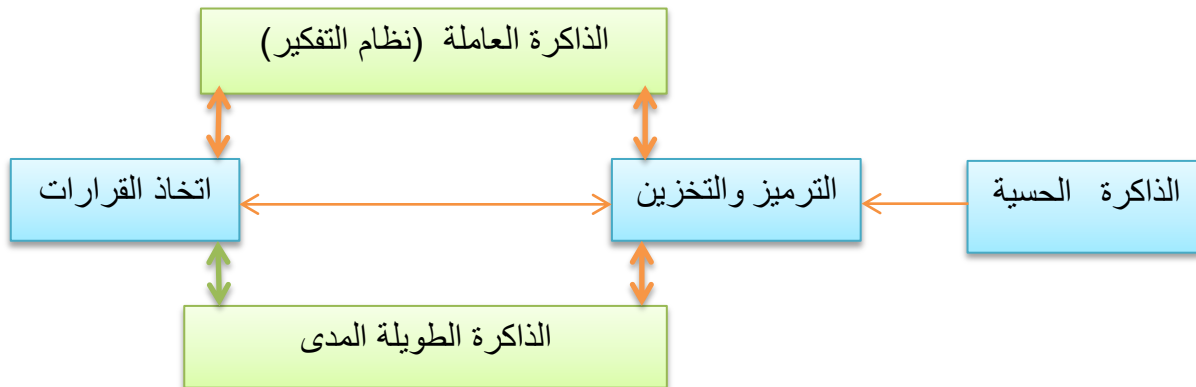 الذاكرة العاملة (نظام التفكير)
الذاكرة الحسية
الترميز والتخزين
اتخاذ القرارات
الذاكرة الطويلة المدى